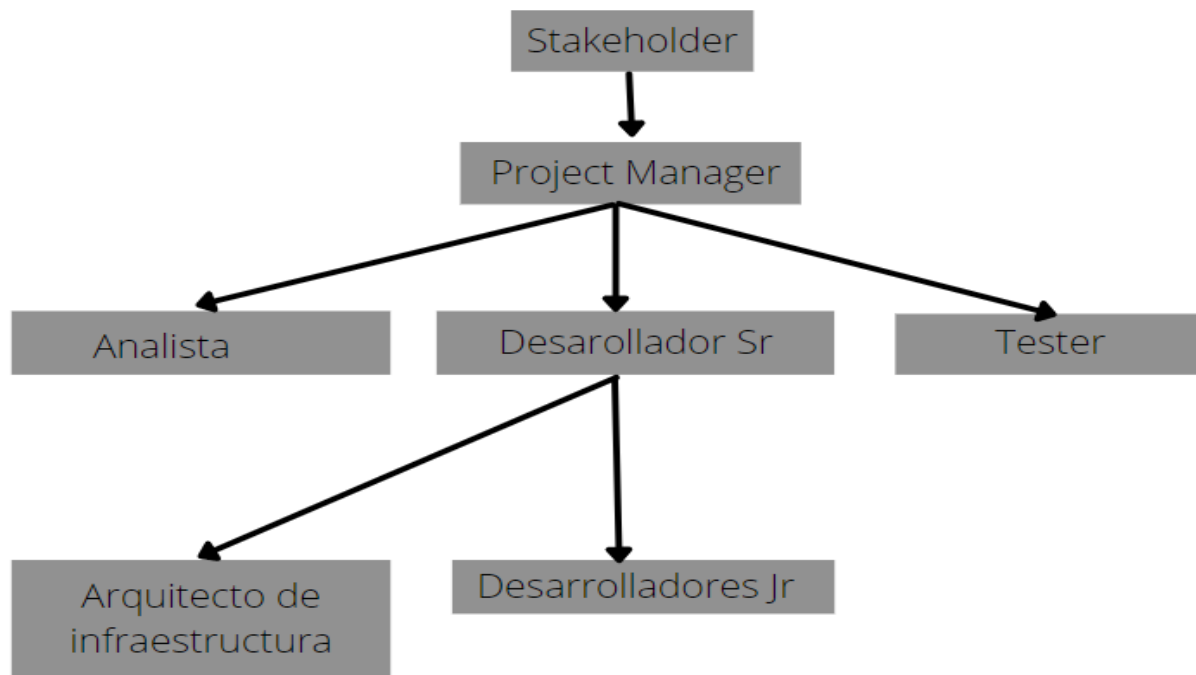 Stakeholder
Project Manager
Analista
Desarollador Sr
Tester
Arquitecto de
infraestructura
Desarrolladores Jr